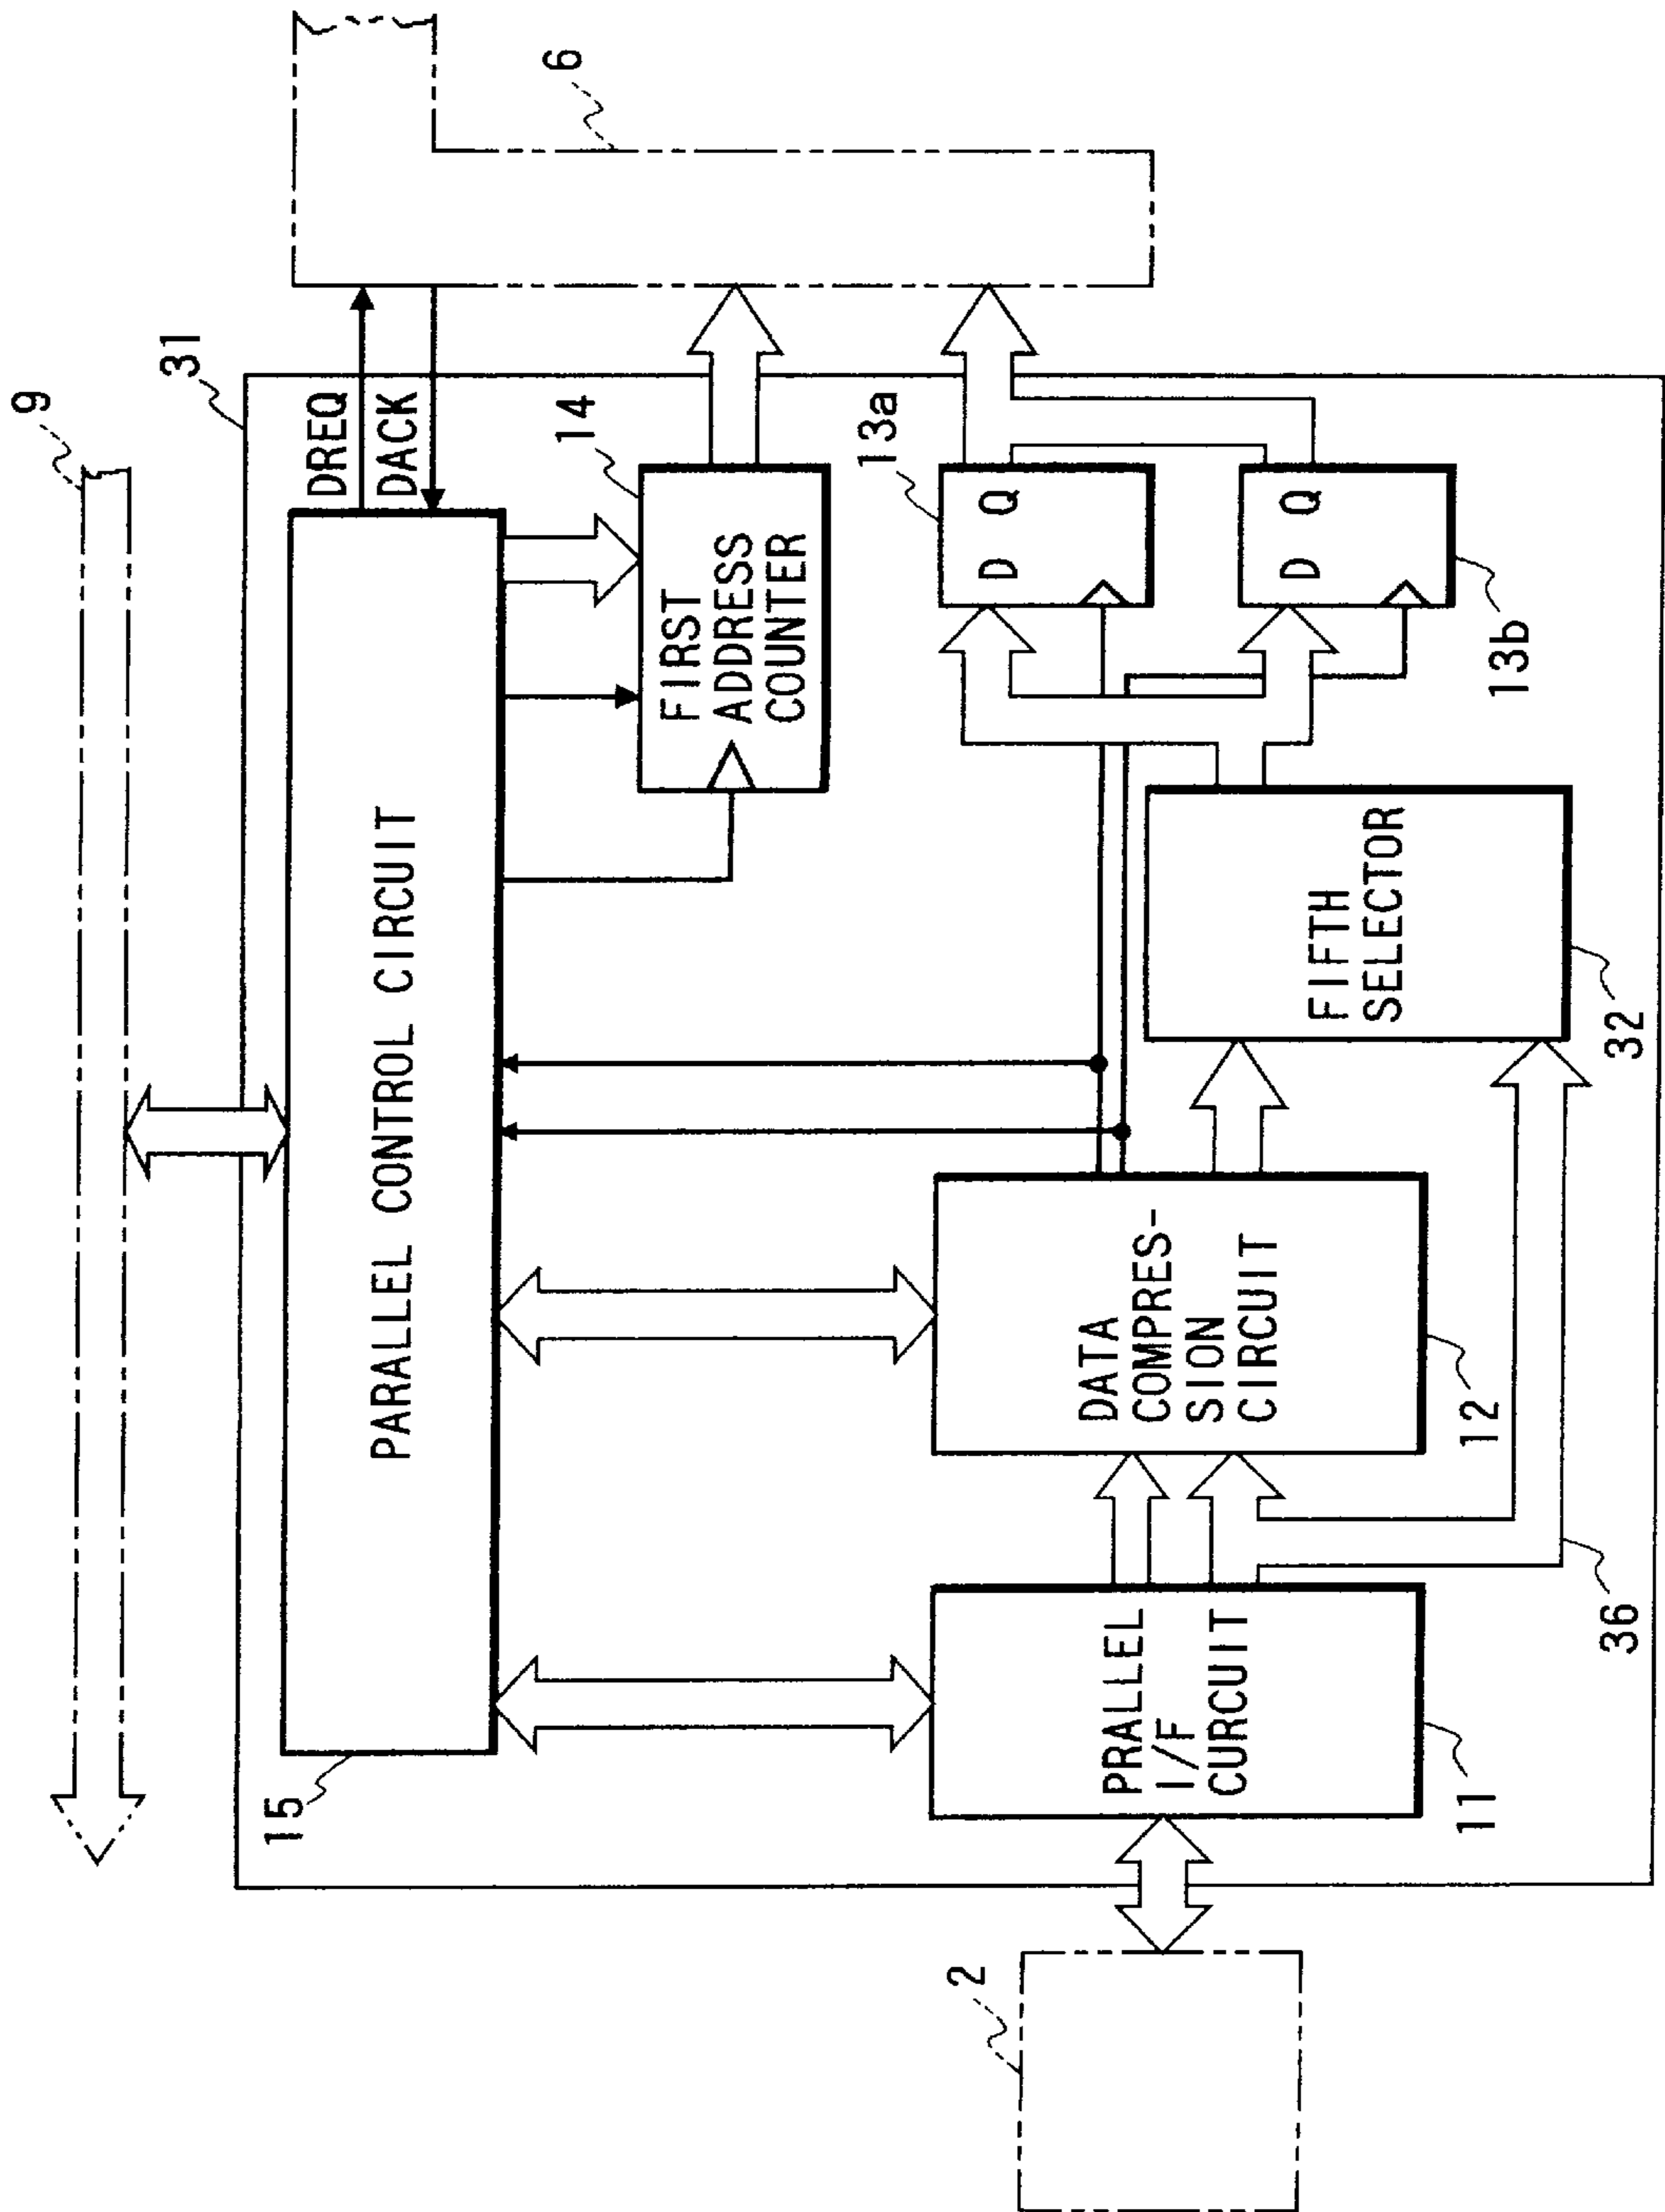 9
31
6
DREQ
DACK
PARALLEL CONTROL CIRCUIT
15
14
FIRST
ADDRESS
COUNTER
13a
D Q
D Q
13b
FIFTH
SELECTOR
32
DATA
COMPRES-
SION
CIRCUIT
12
PRALLEL
I/F
CURCUIT
11
36
2